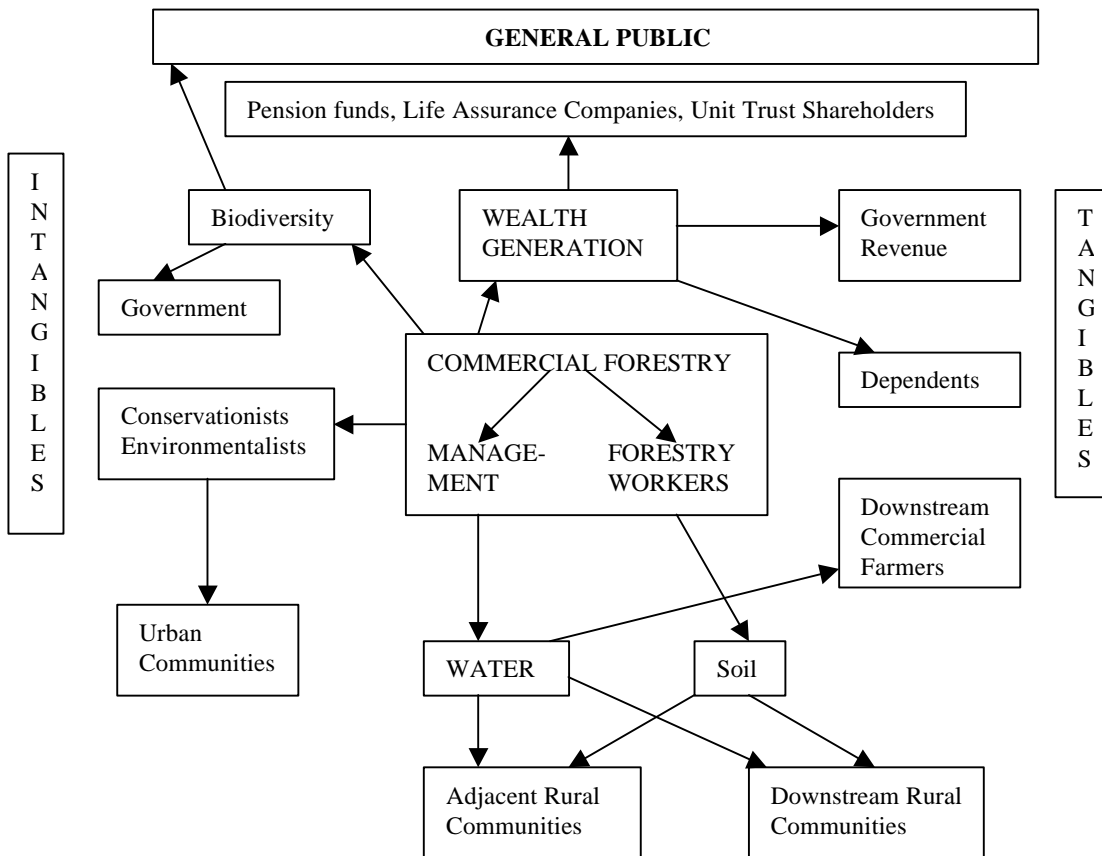 GENERAL PUBLIC
Pension funds, Life Assurance Companies, Unit Trust Shareholders
I
N
T
A
N
G
I
B
L
E
S
Biodiversity
WEALTH
GENERATION
Government
Revenue
T
A
N
G
I
B
L
E
S
Government
COMMERCIAL FORESTRY
MANAGE-
MENT
FORESTRY
WORKERS
Dependents
Conservationists
Environmentalists
Downstream
Commercial
Farmers
Urban
Communities
WATER
Soil
Adjacent Rural
Communities
Downstream Rural
Communities